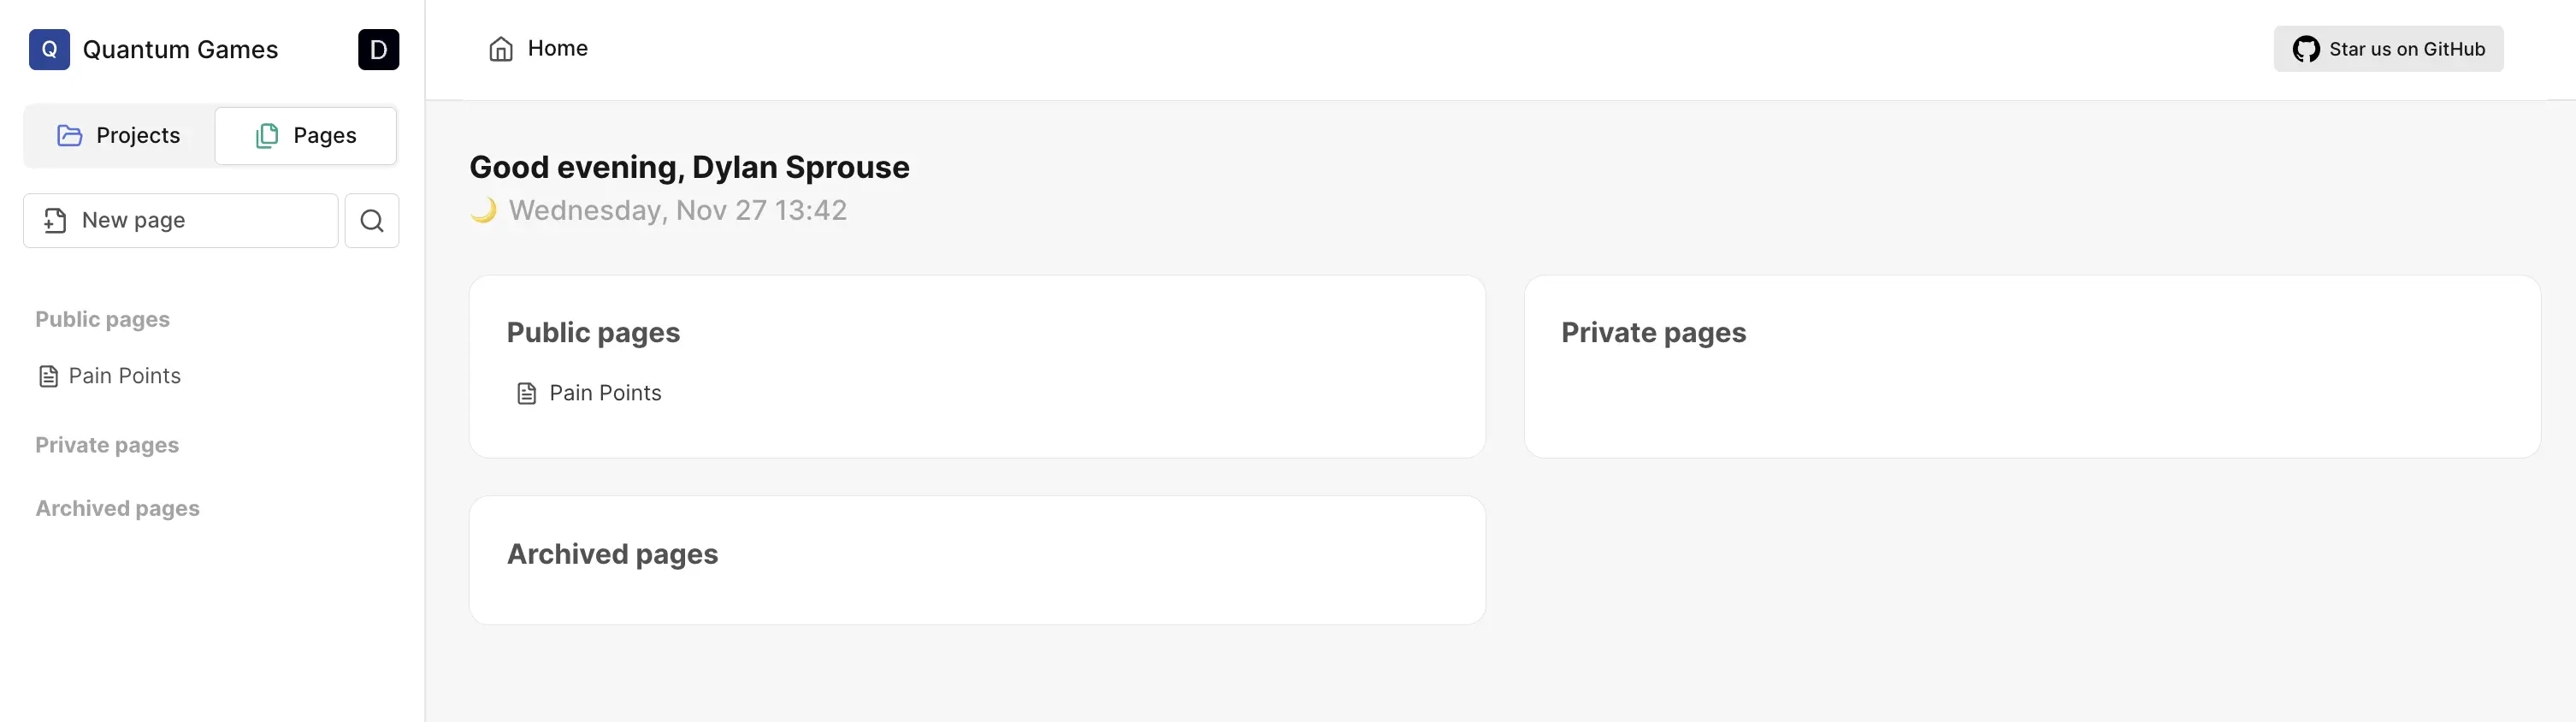 Q Quantum Games D
Projects Pages
New page
Public pages
Pain Points
Private pages
Archived pages
Home
Star us on GitHub
Good evening, Dylan Sprouse
Wednesday, Nov 27 13:42
Public pages
Pain Points
Private pages
Archived pages